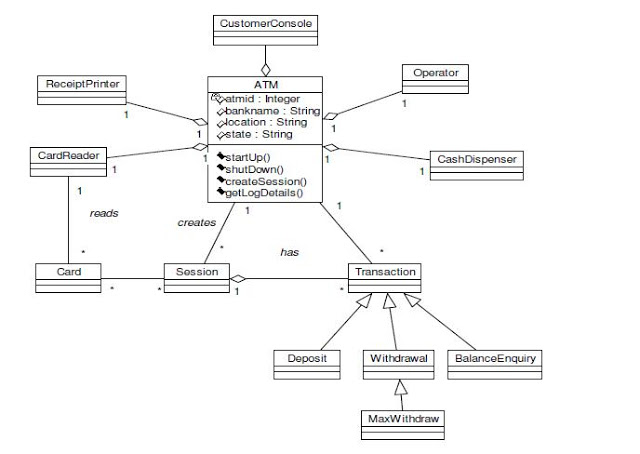 CustomerConsole
ReceiptPrinter
ATM
Operator
atmid : Integer
bankname : String
location : String
state : String
1
1
1
1
CardReader
startUp()
shutDown()
createSession()
getLogDetails()
CashDispenser
1
1
1
1
1
reads
creates
1
1
has
*
*
*
Card
Session
Transaction
*
*
1
*
Deposit
Withdrawal
BalanceEnquiry
MaxWithdraw